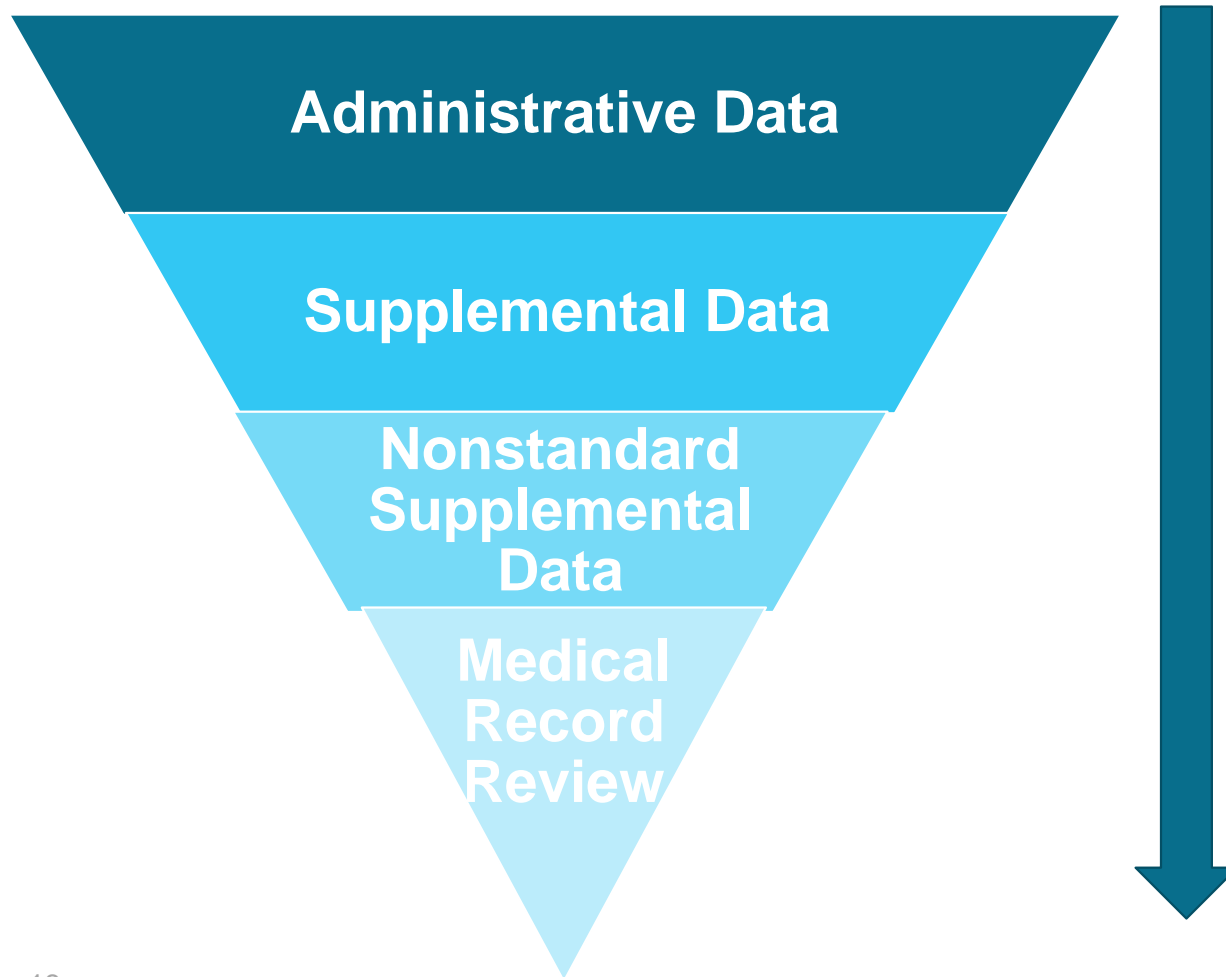 Administrative Data
Supplemental Data
Nonstandard
Supplemental
Data
Medical
Record
Review